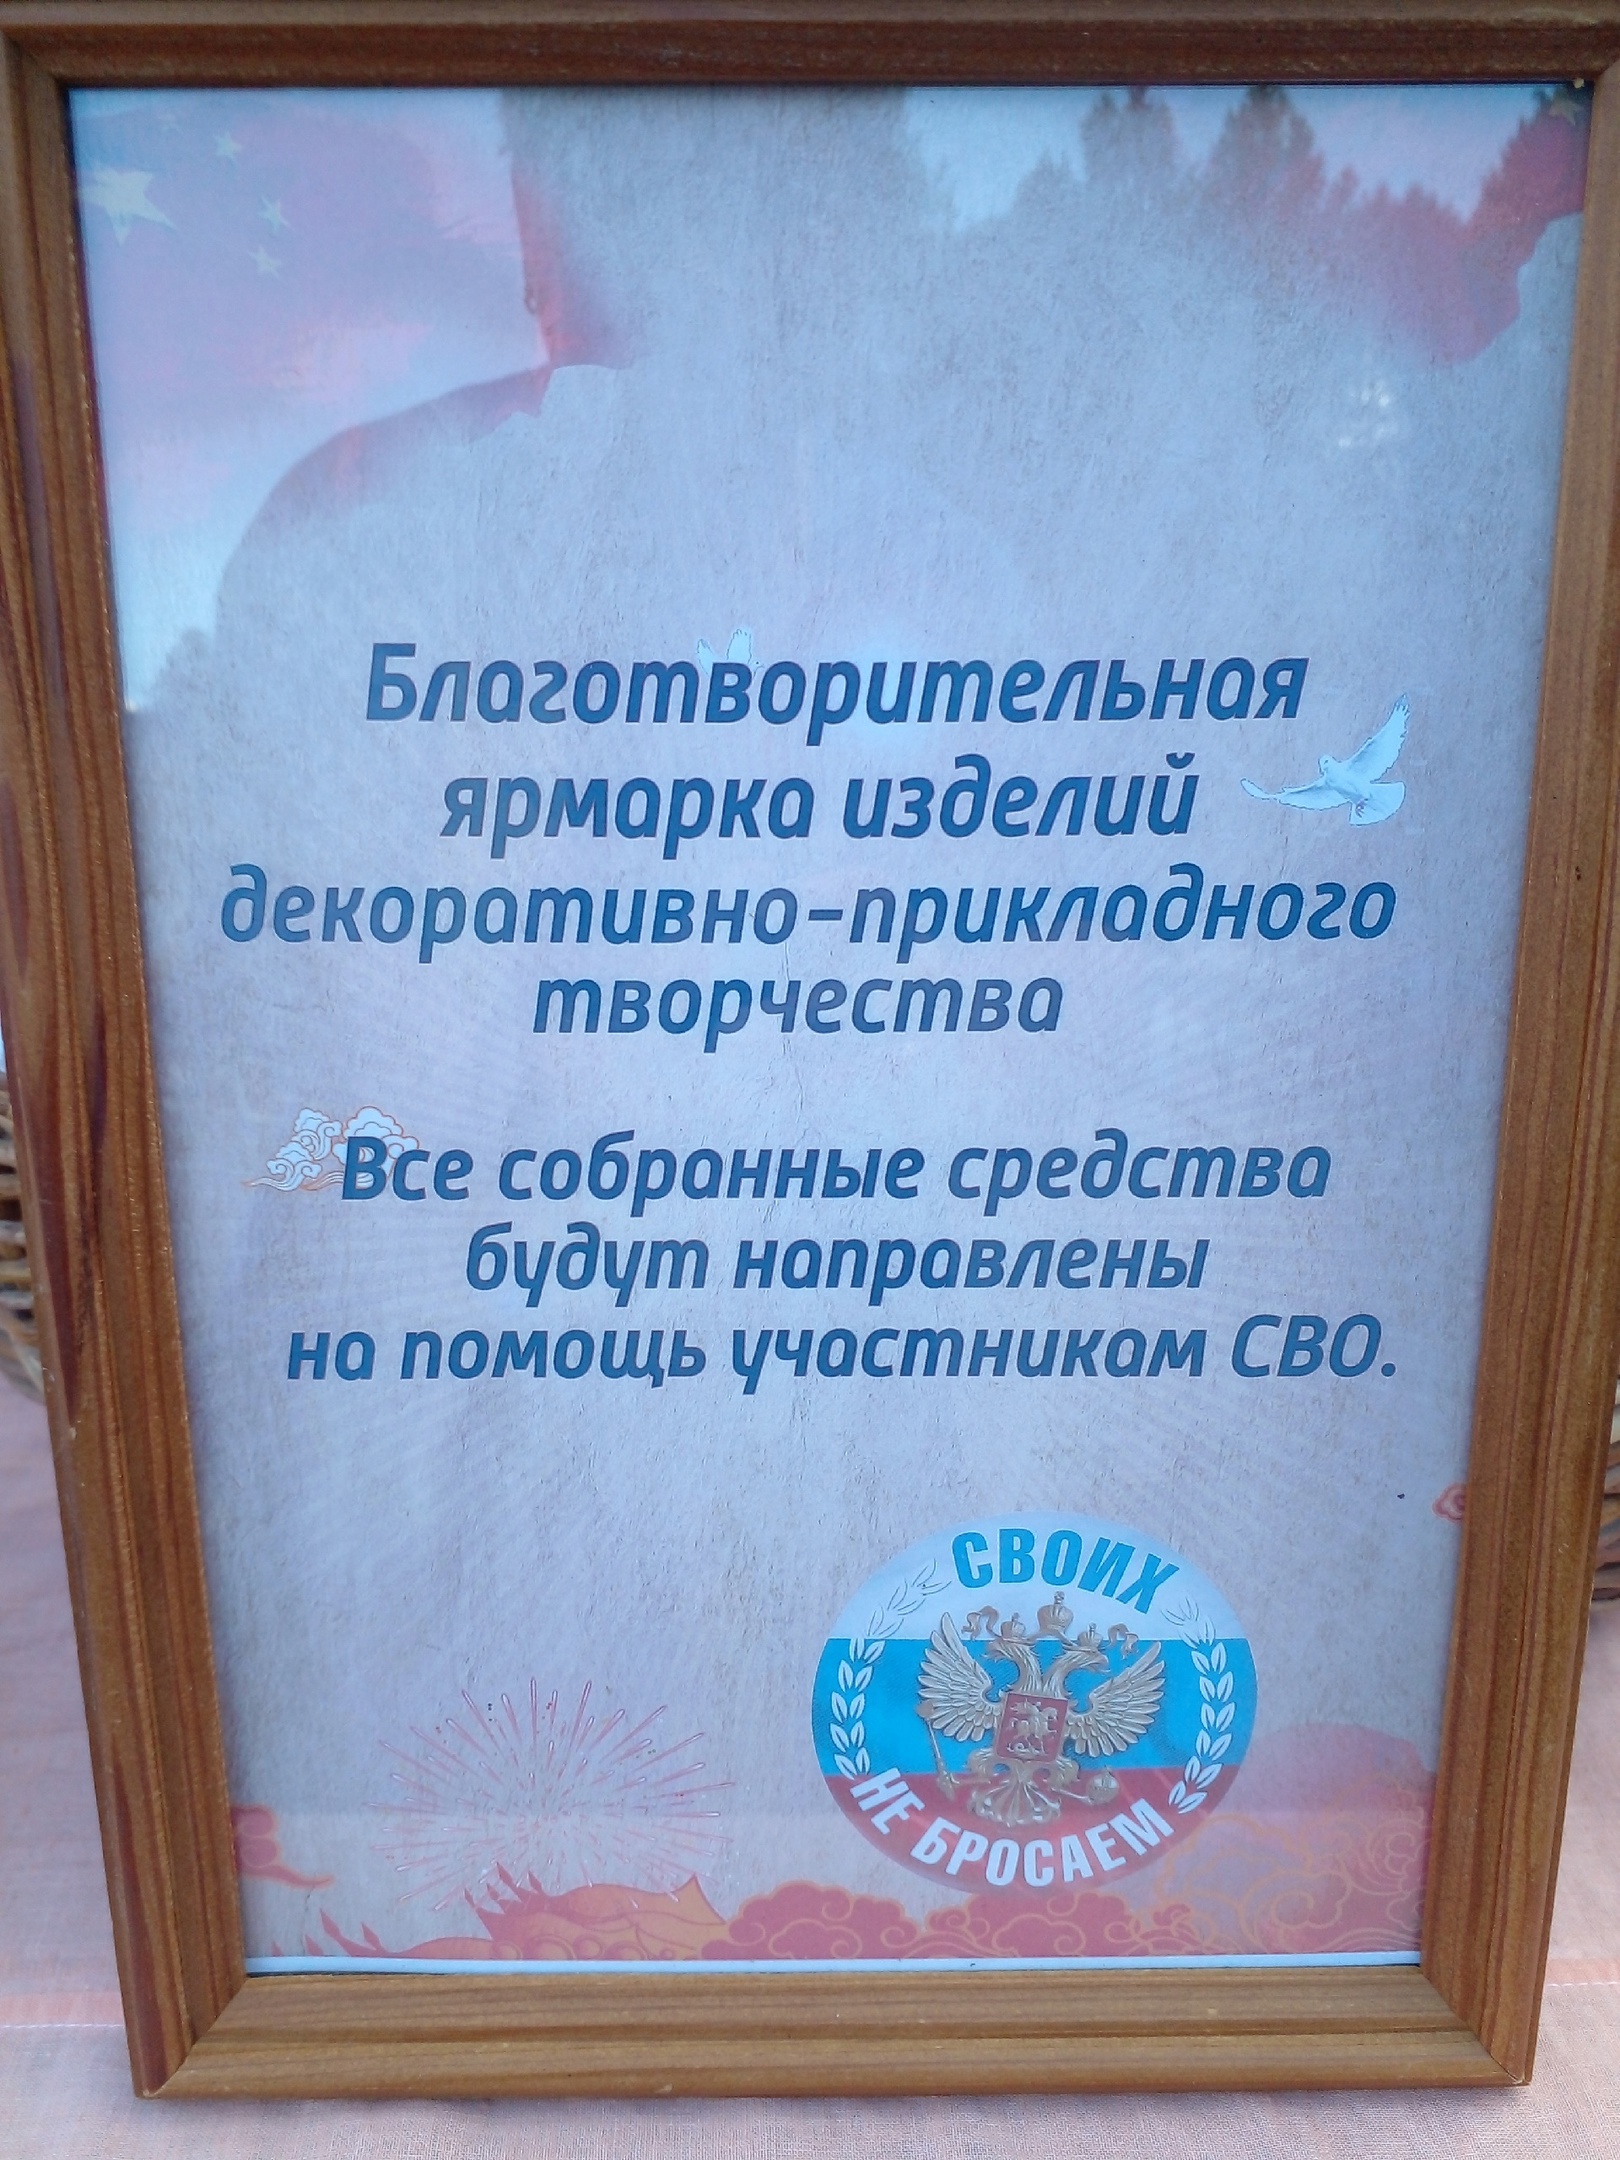 Благотворительная
ярмарка изделий
декоративно-прикладного
творчества
Все собранные средства
будут направлены
на помощь участникам СВО.
СВОИХ
НЕ БРОСАЕМ